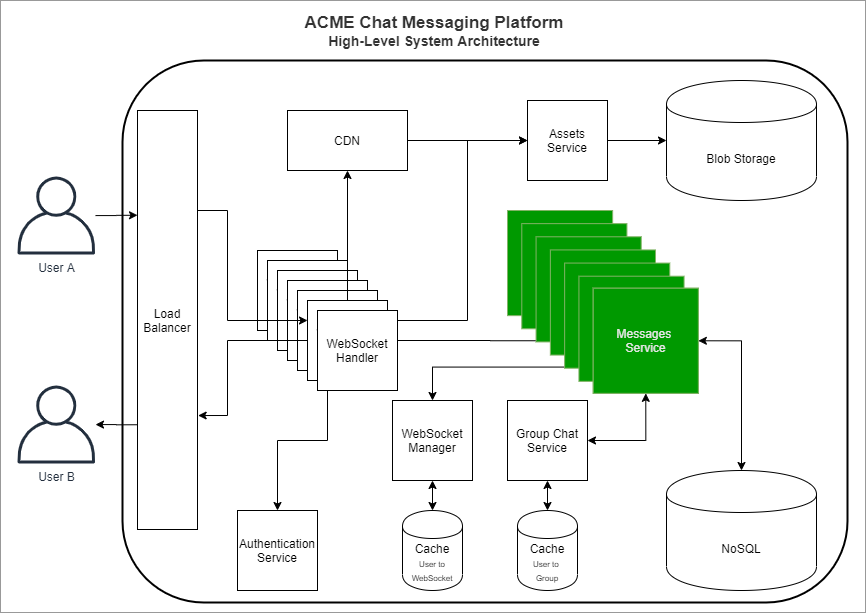 ACME Chat Messaging Platform
High-Level System Architecture
CDN
Assets
Service
Blob Storage
User A
Load
Balancer
WebSocket
Handler
Messages
Service
WebSocket
Manager
Group Chat
Service
User B
Authentication
Service
Cache
User to
WebSocket
Cache
User to
Group
NoSQL